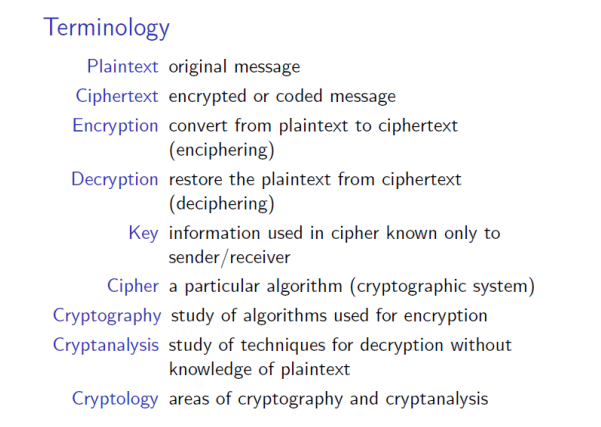 Terminology
Plaintext original message
Ciphertext encrypted or coded message
Encryption convert from plaintext to ciphertext
(enciphering)
Decryption restore the plaintext from ciphertext
(deciphering)
Key information used in cipher known only to
sender/receiver
Cipher a particular algorithm (cryptographic system)
Cryptography study of algorithms used for encryption
Cryptanalysis study of techniques for decryption without
knowledge of plaintext
Cryptology areas of cryptography and cryptanalysis